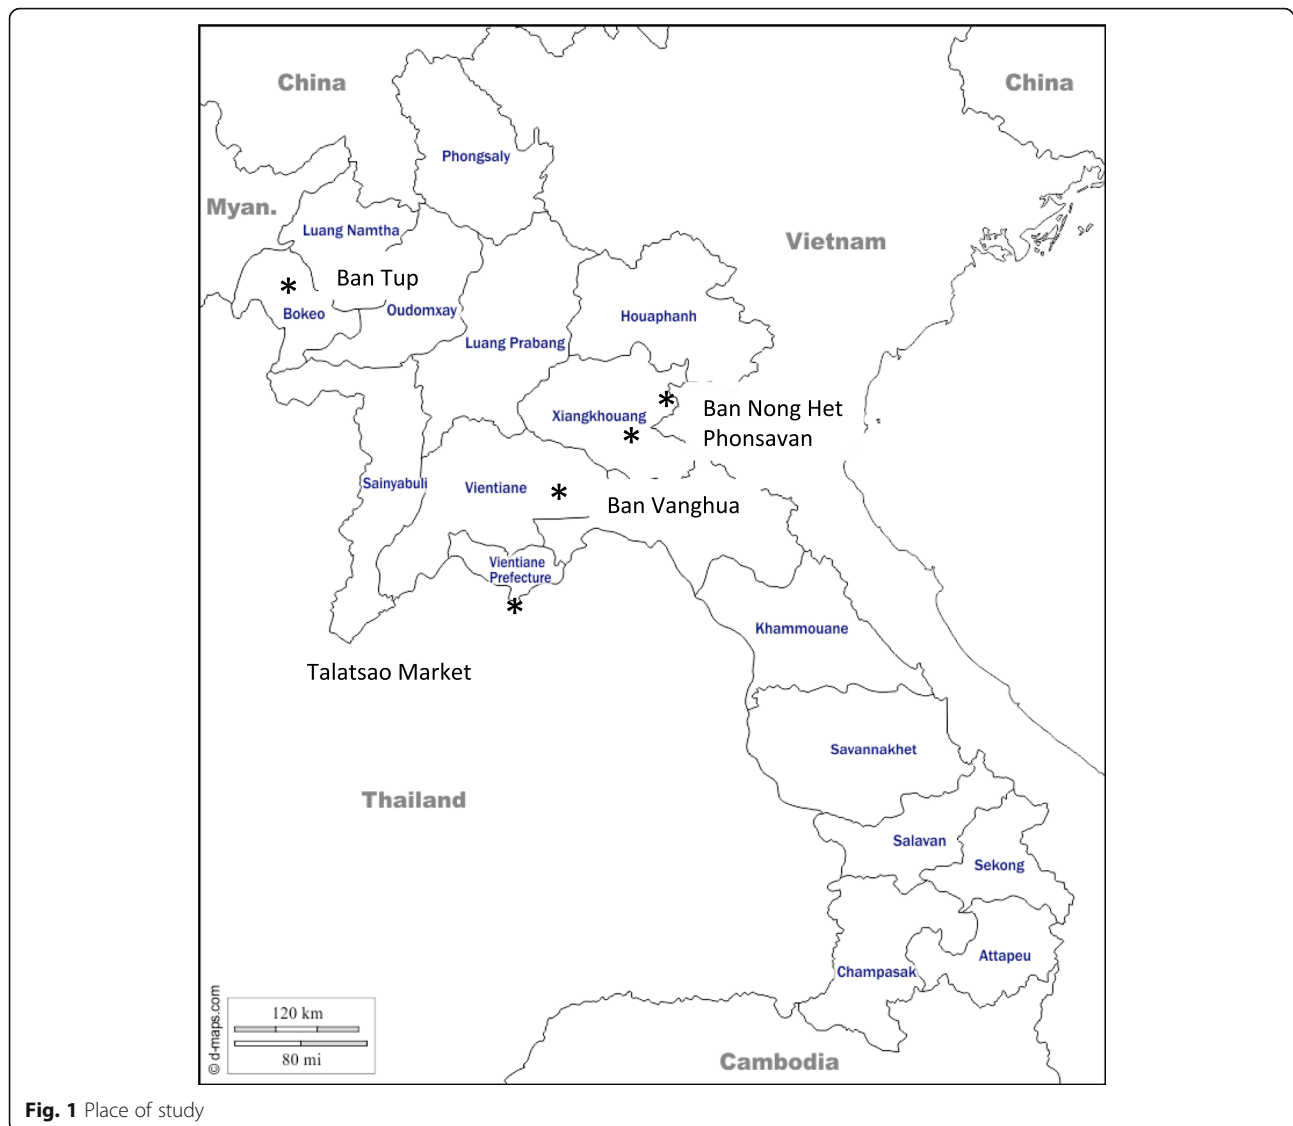 China
China
Phongsaly
Myan.
Luang Namtha
Vietnam
Ban Tup
*
Bokeo
Oudomxay
Houaphanh
Luang Prabang
*
Ban Nong Het
Xiangkhouang
*
Phonsavan
Sainyabuli
Vientiane
*
Ban Vanghua
Vientiane
Prefecture
*
Khammouane
Talatsao Market
Savannakhet
Thailand
Salavan
Sekong
Attapeu
Champasak
© d-maps.com
120 km
80 mi
Cambodia
Fig. 1 Place of study